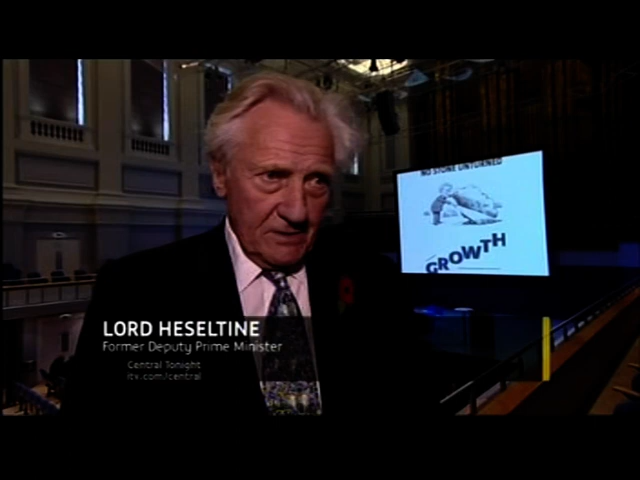 NO STONE UNTURNED
GROWTH
LORD HESELTINE
Former Deputy Prime Minister
Central Tonight
itv.com/central